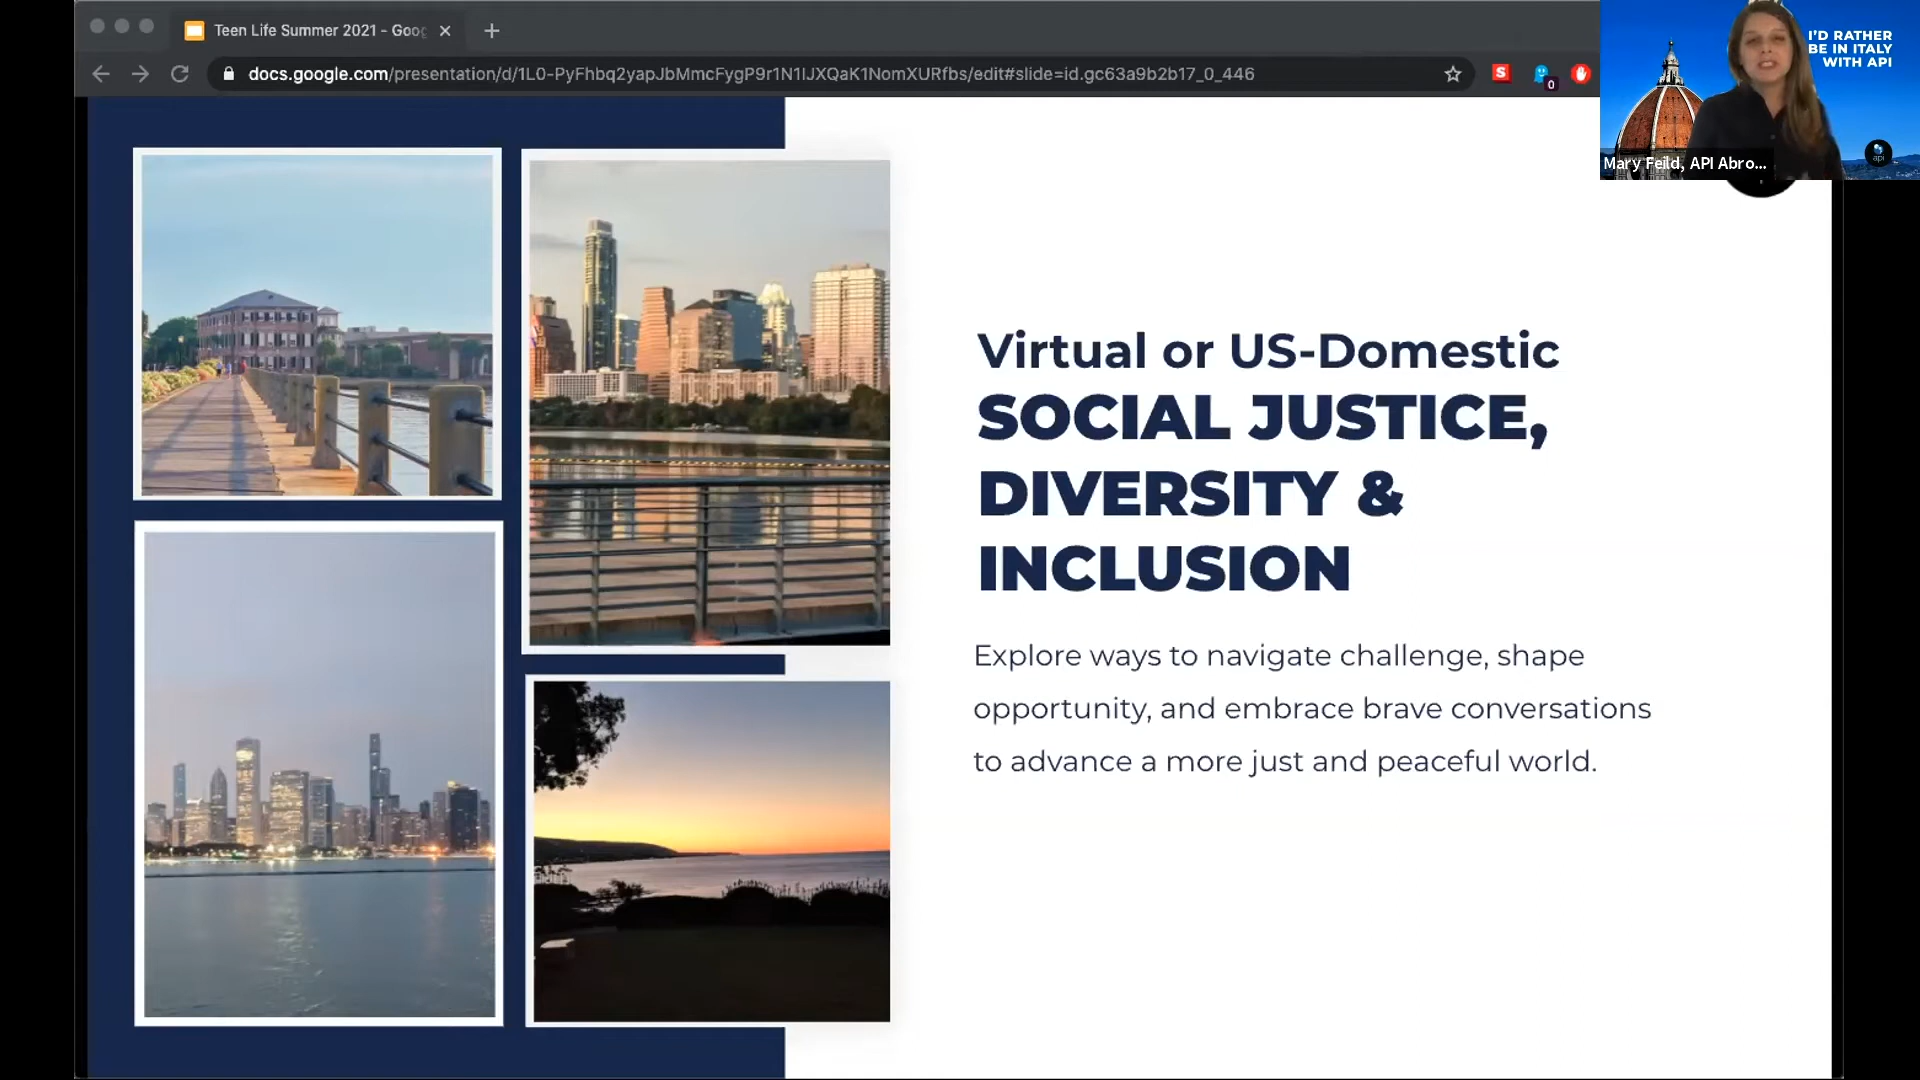 Teen Life Summer 2021 - Goog
docs.google.com/presentation/d/1L0-PyFhbq2yapJbMmcFygP9r1N1IJXQaK1NomXURfbs/edit#slide=id.gc63a9b2b17_0_446
S
0
I'D RATHER
BE IN ITALY
WITH API
api
Mary Feild, API Abro...
Virtual or US-Domestic
SOCIAL JUSTICE,
DIVERSITY &
INCLUSION
Explore ways to navigate challenge, shape
opportunity, and embrace brave conversations
to advance a more just and peaceful world.